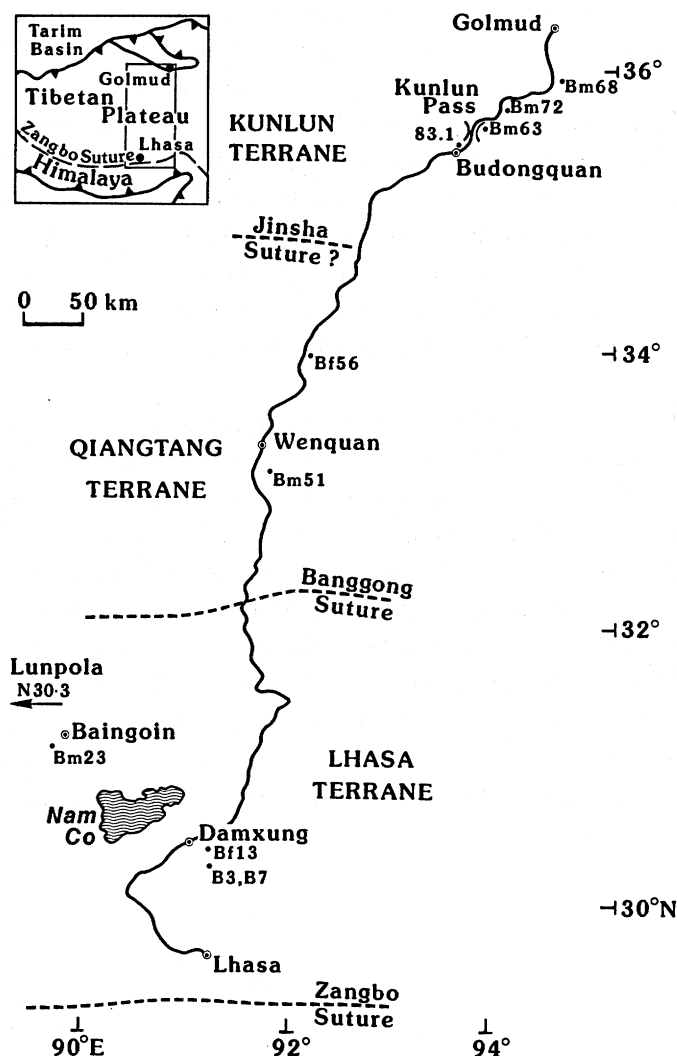 Tarim
Basin
Golmud
Tibetan
Plateau
Zangbo Suture
Lhasa
Himalaya
Golmud
36°
Bm68
Kunlun
Pass
Bm72
83.1
Bm63
Budongquan
KUNLUN
TERRANE
Jinsha
Suture ?
0 50 km
34°
Bf56
Wenquan
QIANGTANG
TERRANE
Bm51
Banggong
Suture
32°
Lunpola
N30·3
Baingoin
Bm23
LHASA
TERRANE
Nam
Co
Damxung
Bf13
B3,B7
30°N
Lhasa
Zangbo
Suture
90°E 92° 94°